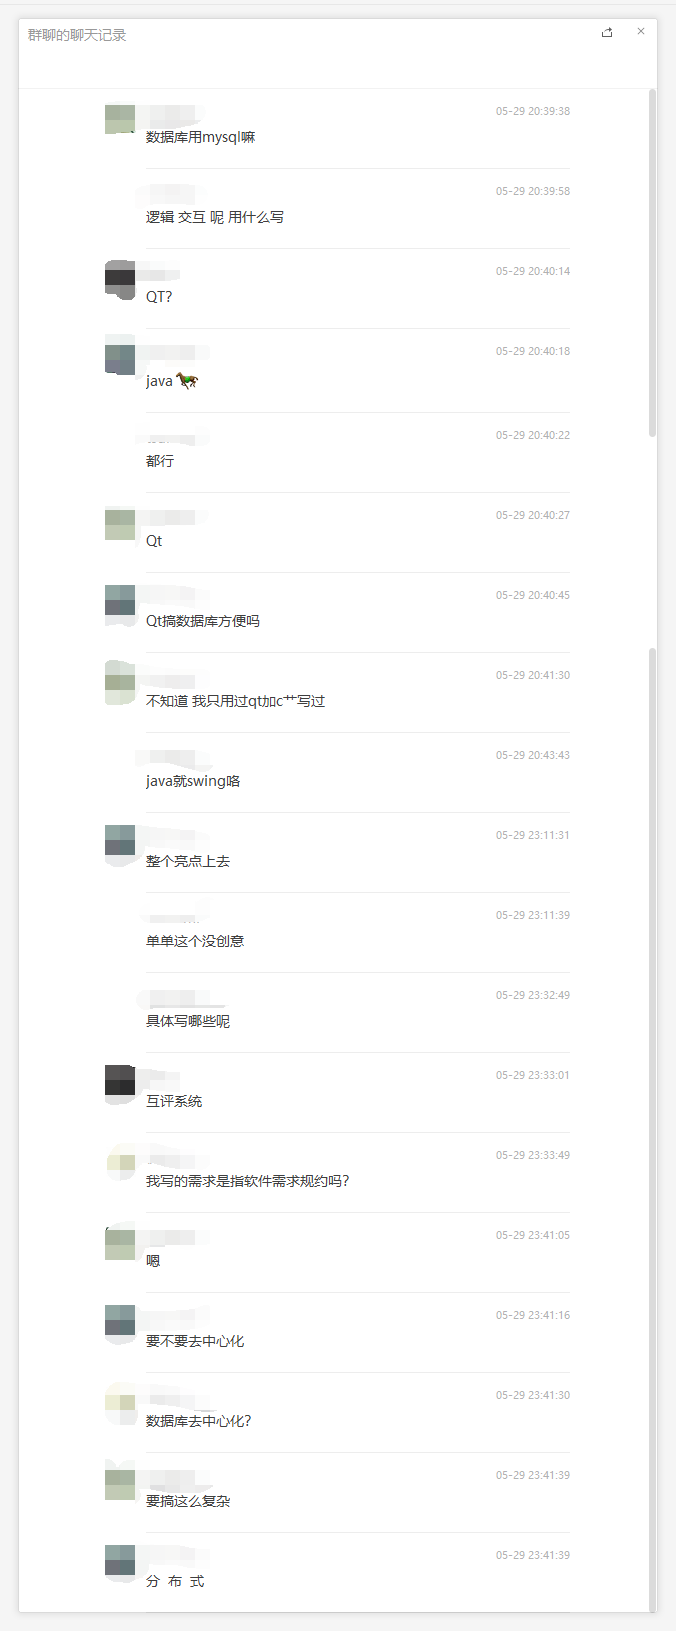 群聊的聊天记录
05-29 20:39:38
数据库用mysql嘛
05-29 20:39:58
逻辑 交互 呢 用什么写
05-29 20:40:14
QT?
05-29 20:40:18
java 🐎
05-29 20:40:22
都行
05-29 20:40:27
Qt
05-29 20:40:45
Qt搞数据库方便吗
05-29 20:41:30
不知道 我只用过qt加c艹写过
05-29 20:43:43
java就swing咯
05-29 23:11:31
整个亮点上去
05-29 23:11:39
单单这个没创意
05-29 23:32:49
具体写哪些呢
05-29 23:33:01
互评系统
05-29 23:33:49
我写的需求是指软件需求规约吗?
05-29 23:41:05
嗯
05-29 23:41:16
要不要去中心化
05-29 23:41:30
数据库去中心化?
05-29 23:41:39
要搞这么复杂
05-29 23:41:39
分 布 式